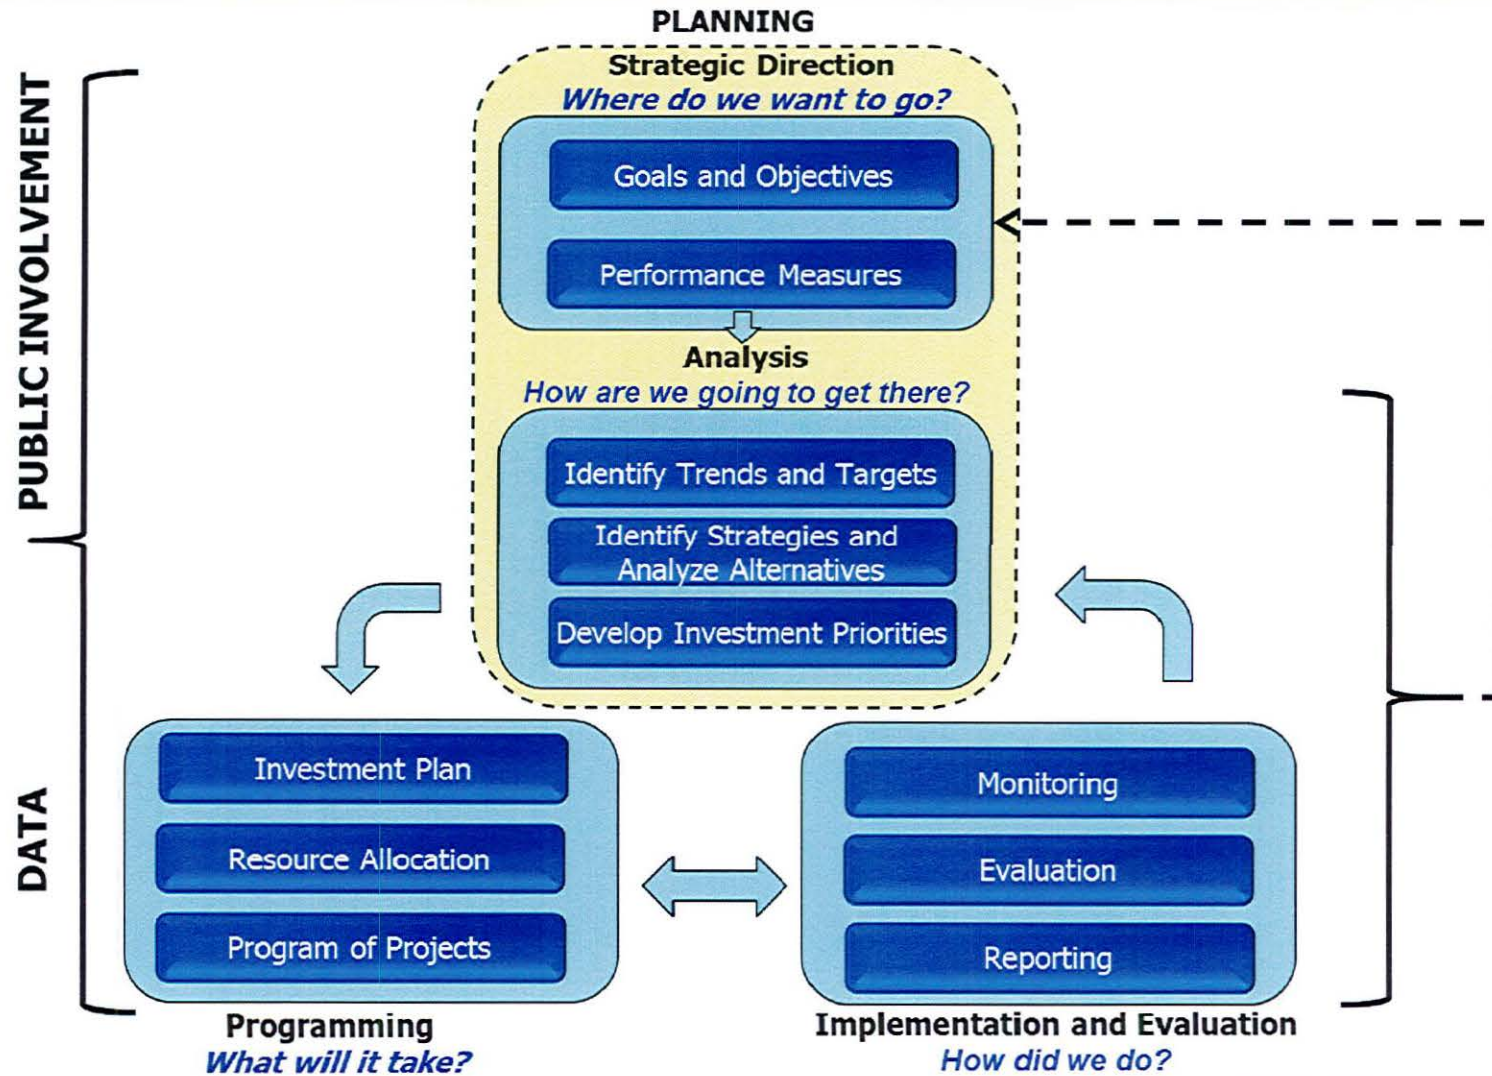 PLANNING
Strategic Direction
Where do we want to go?
Goals and Objectives
Performance Measures
Analysis
How are we going to get there?
Identify Trends and Targets
Identify Strategies and
Analyze Alternatives
Develop Investment Priorities
PUBLIC INVOLVEMENT
DATA
Investment Plan
Resource Allocation
Program of Projects
Programming
What will it take?
Monitoring
Evaluation
Reporting
Implementation and Evaluation
How did we do?